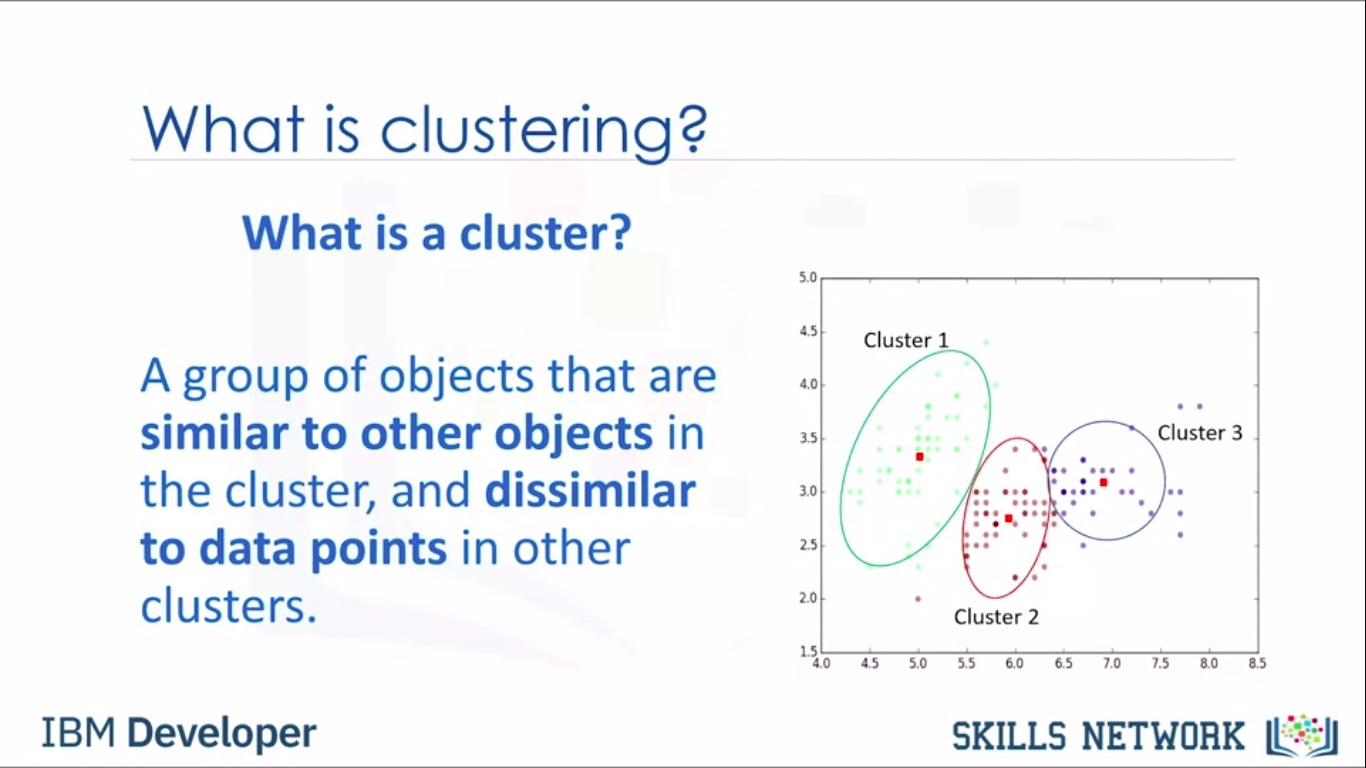 What is clustering?
What is a cluster?
A group of objects that are
similar to other objects in
the cluster, and dissimilar
to data points in other
clusters.
5.0
4.5
4.0
3.5
3.0
2.5
2.0
1.5
Cluster 1
Cluster 3
Cluster 2
4.0 4.5 5.0 5.5 6.0 6.5 7.0 7.5 8.0 8.5
IBM Developer
SKILLS NETWORK